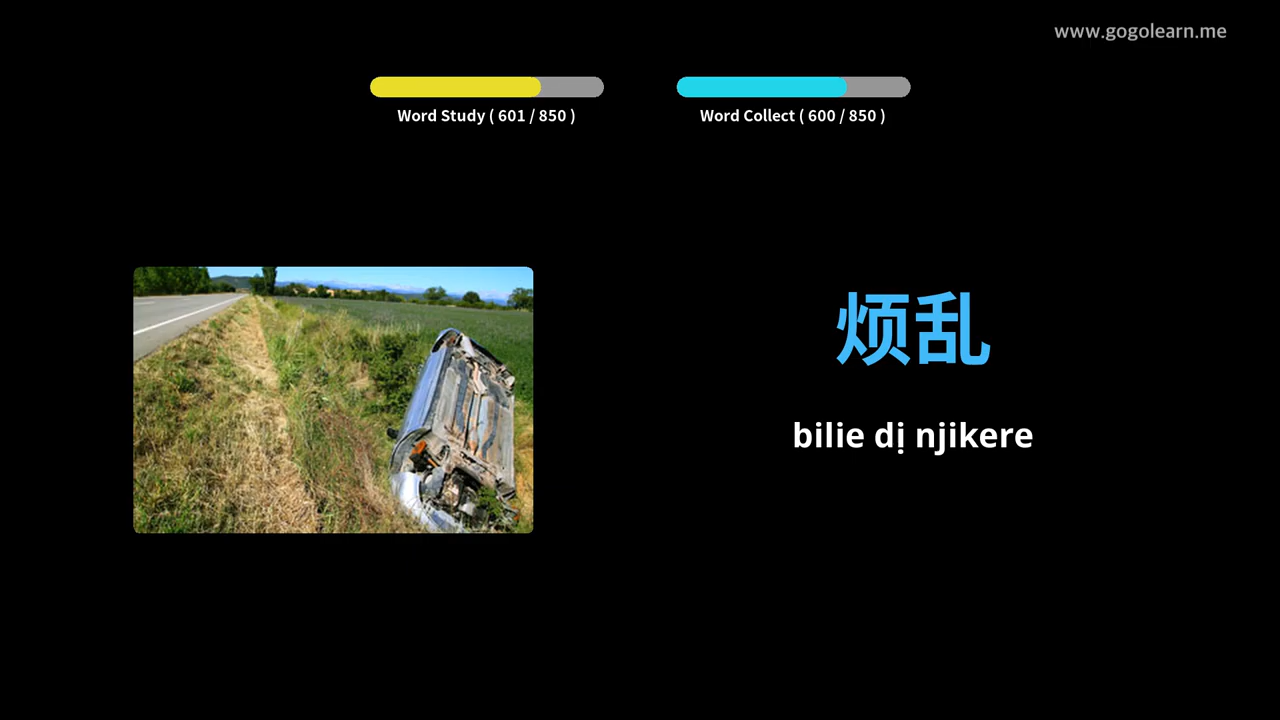 www.gogolearn.me
Word Study ( 601 / 850 )
Word Collect ( 600 / 850 )
烦乱
bilie dị njikere